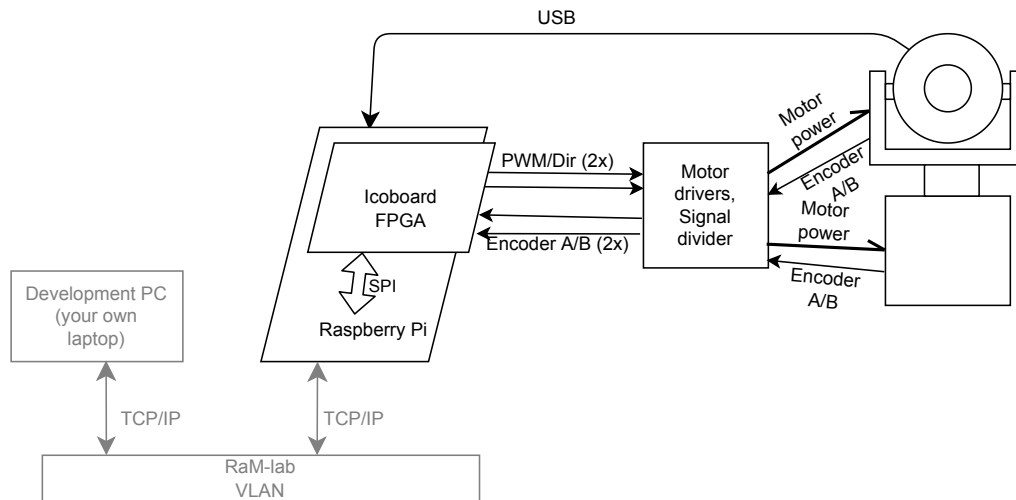 USB
Motor
power
PWM/Dir (2x)
Icoboard
FPGA
Motor
drivers,
Signal
divider
Encoder
A/B
Motor
power
Encoder A/B (2x)
Encoder
A/B
SPI
Raspberry Pi
Development PC
(your own
laptop)
TCP/IP
TCP/IP
RaM-lab
VLAN